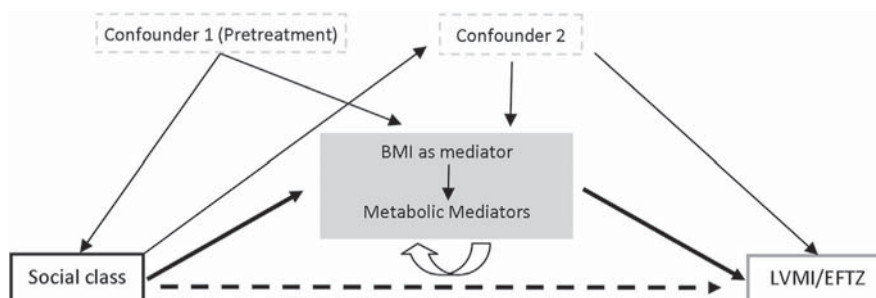 Confounder 1 (Pretreatment)
Confounder 2
BMI as mediator
Metabolic Mediators
Social class
LVMI/EFTZ